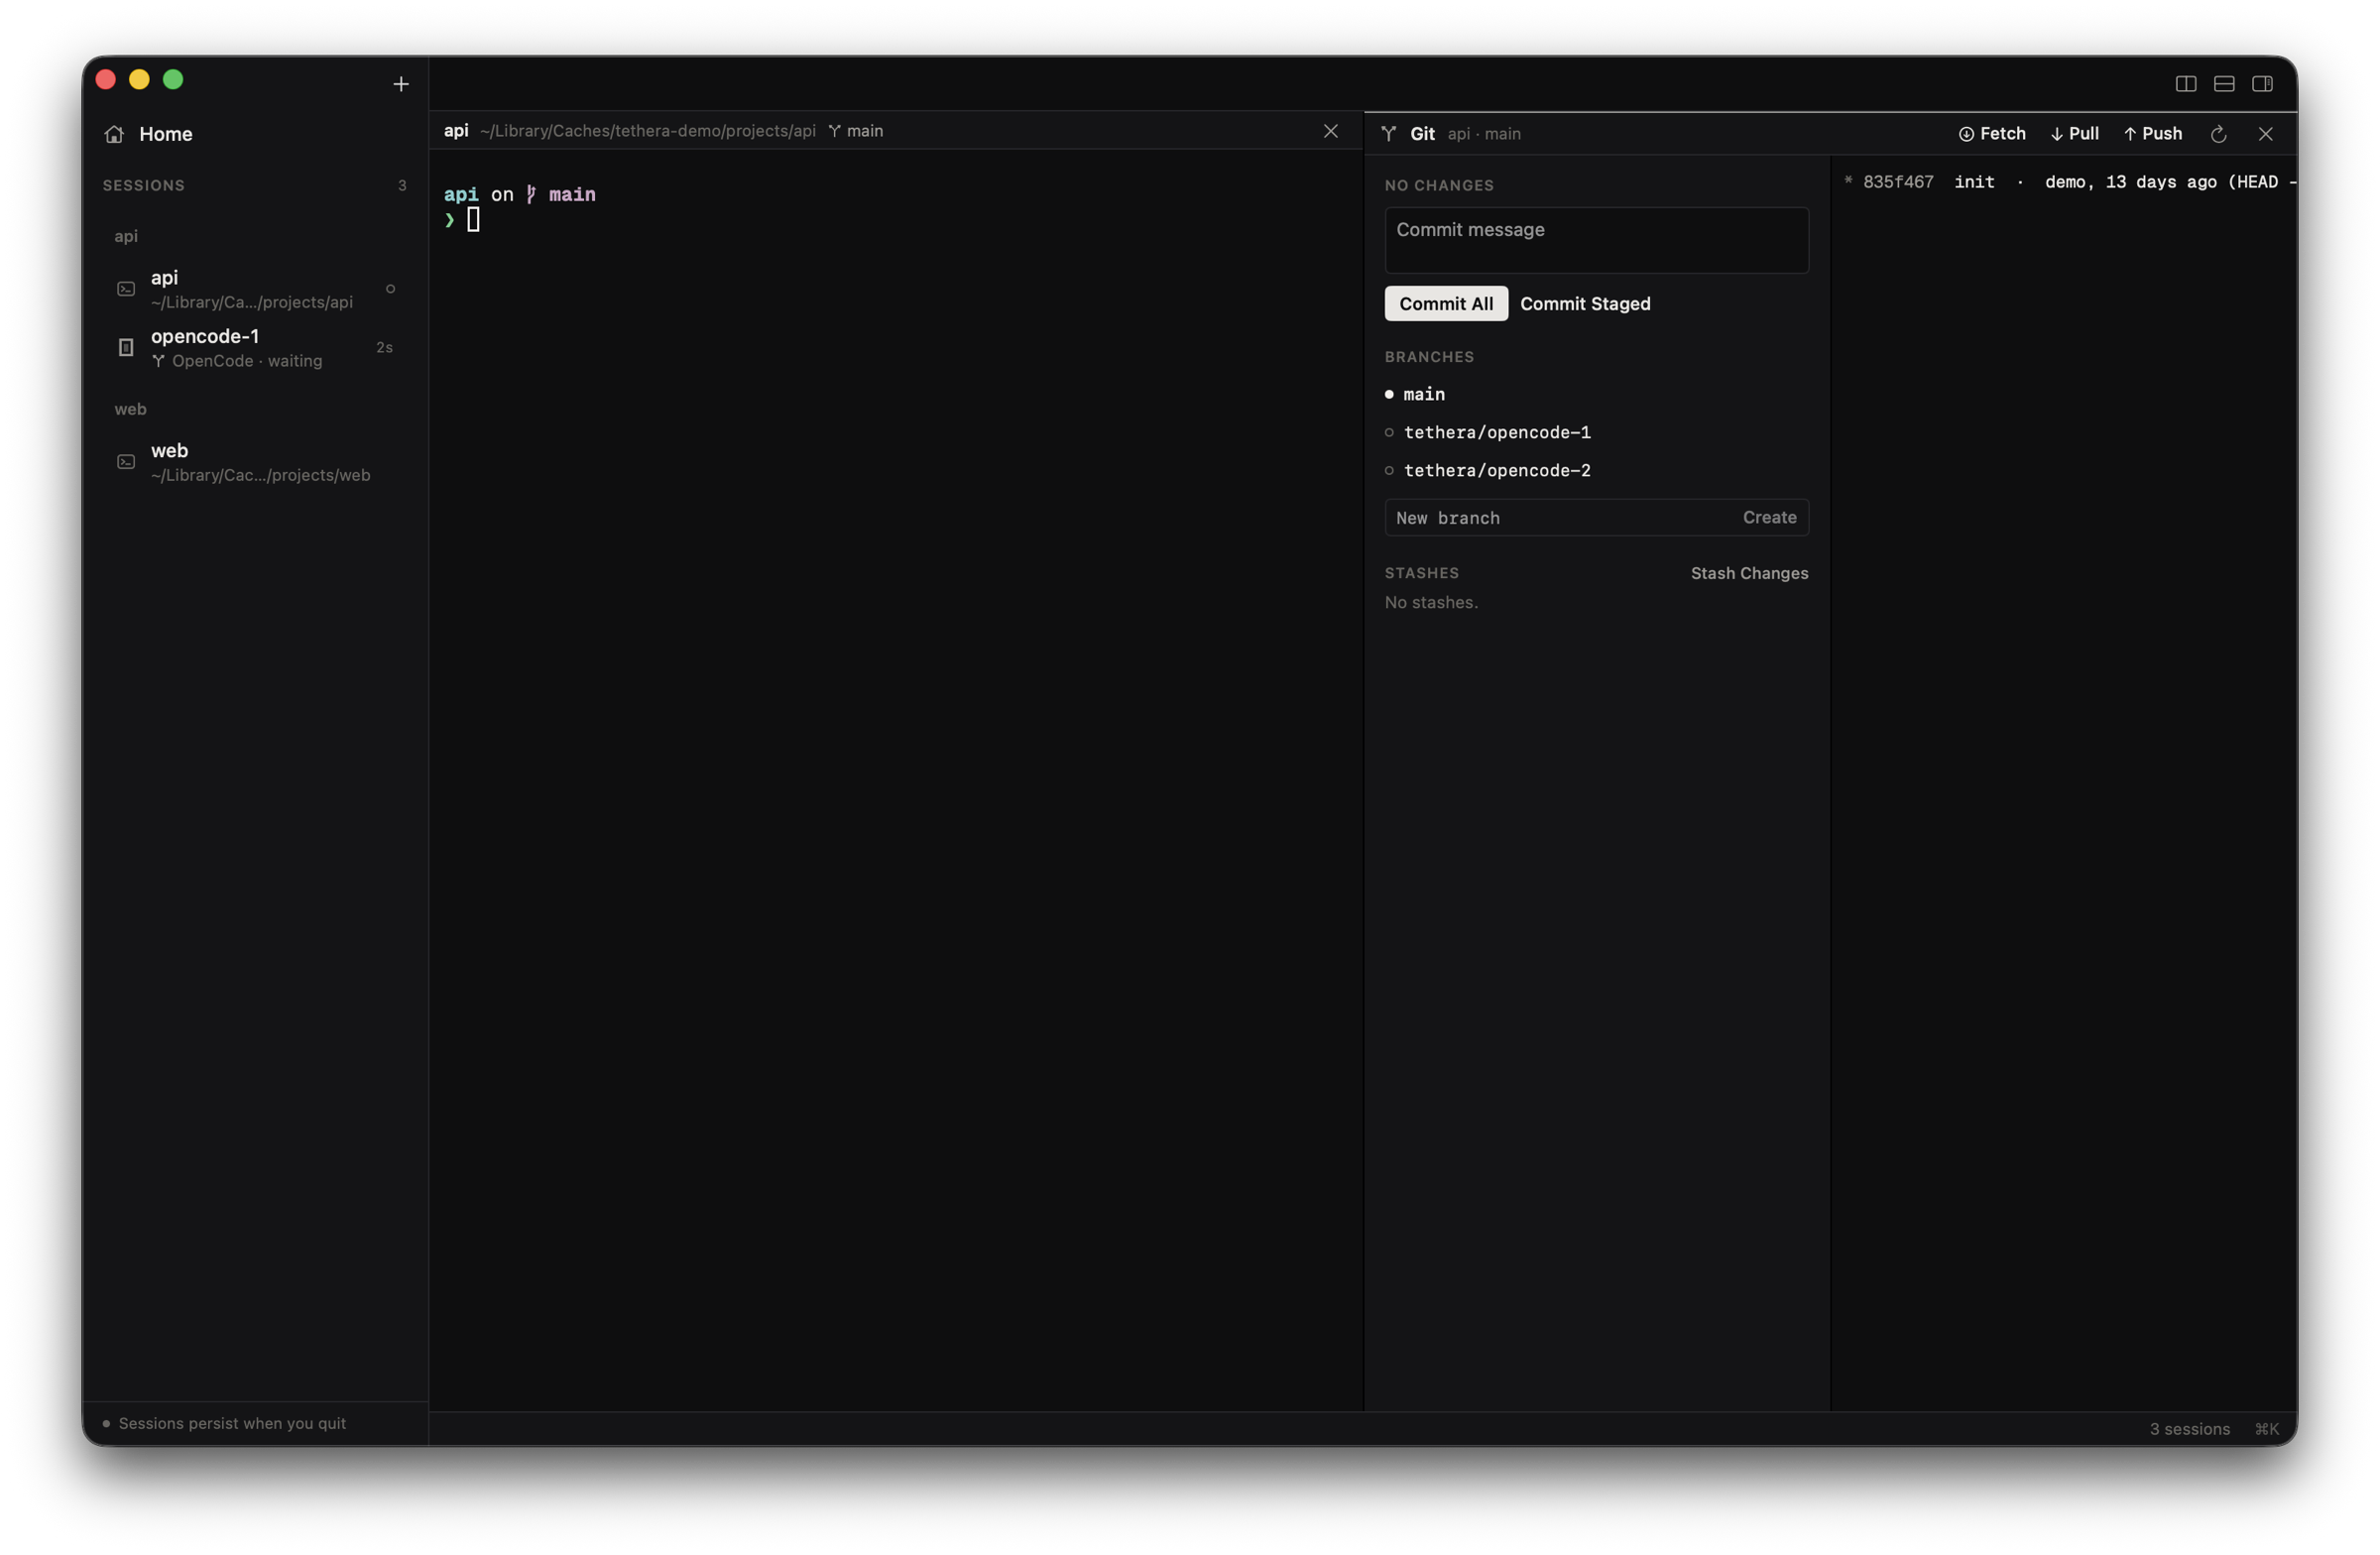 Home
SESSIONS 3
api
api
~/Library/Ca.../projects/api
opencode-1
OpenCode · waiting
2s
web
web
~/Library/Cac.../projects/web
Sessions persist when you quit
api ~/Library/Caches/tethera-demo/projects/api main
api on main
❯
Git api · main Fetch Pull Push
NO CHANGES
Commit message
Commit All Commit Staged
BRANCHES
main
tethera/opencode-1
tethera/opencode-2
New branch Create
STASHES Stash Changes
No stashes.
* 835f467 init · demo, 13 days ago (HEAD -
3 sessions ⌘K